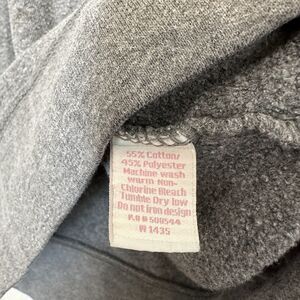 55% Cotton/
45% Polyester
Machine wash
warm Non-
Chlorine Bleach
Tumble Dry low
Do not iron design
P.O # 500544
W 1435